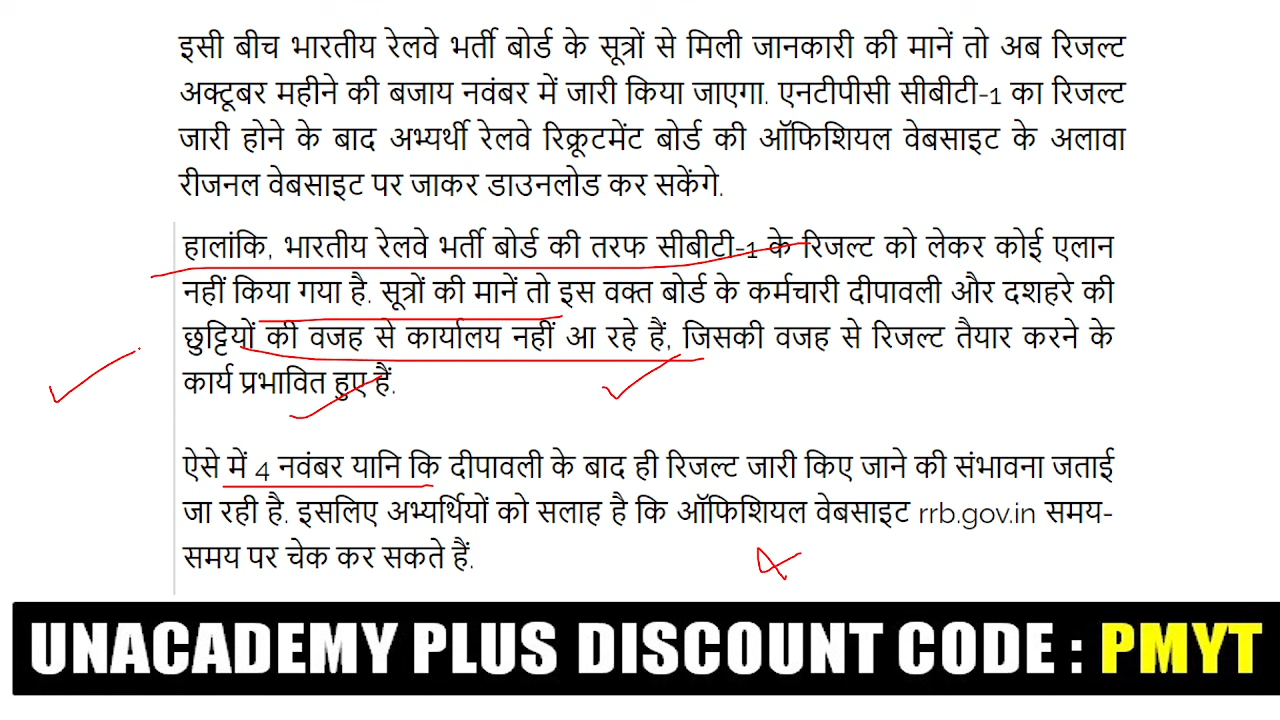 इसी बीच भारतीय रेलवे भर्ती बोर्ड के सूत्रों से मिली जानकारी की मानें तो अब रिजल्ट
अक्टूबर महीने की बजाय नवंबर में जारी किया जाएगा. एनटीपीसी सीबीटी-1 का रिजल्ट
जारी होने के बाद अभ्यर्थी रेलवे रिक्रूटमेंट बोर्ड की ऑफिशियल वेबसाइट के अलावा
रीजनल वेबसाइट पर जाकर डाउनलोड कर सकेंगे.
हालांकि, भारतीय रेलवे भर्ती बोर्ड की तरफ सीबीटी-1 के रिजल्ट को लेकर कोई एलान
नहीं किया गया है. सूत्रों की मानें तो इस वक्त बोर्ड के कर्मचारी दीपावली और दशहरे की
छुट्टियों की वजह से कार्यालय नहीं आ रहे हैं, जिसकी वजह से रिजल्ट तैयार करने के
कार्य प्रभावित हुए हैं.
ऐसे में 4 नवंबर यानि कि दीपावली के बाद ही रिजल्ट जारी किए जाने की संभावना जताई
जा रही है. इसलिए अभ्यर्थियों को सलाह है कि ऑफिशियल वेबसाइट rrb.gov.in समय-
समय पर चेक कर सकते हैं.
UNACADEMY PLUS DISCOUNT CODE : PMYT